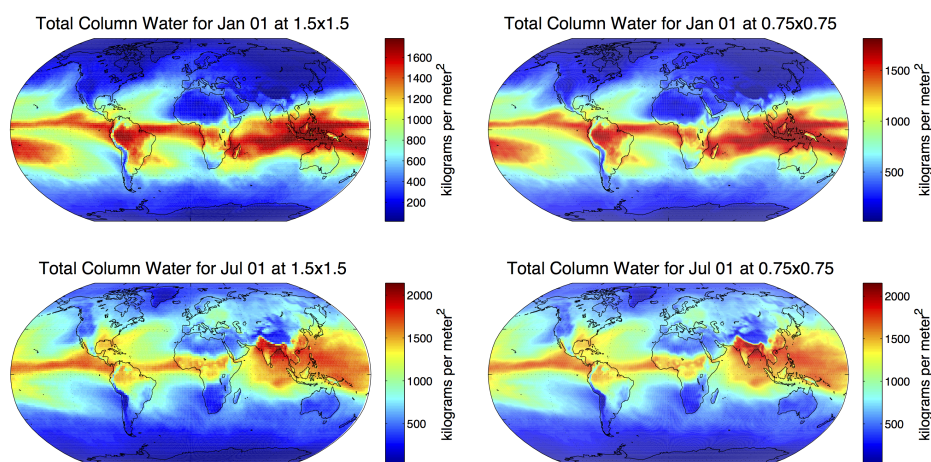 Total Column Water for Jan 01 at 1.5x1.5
1600
1400
1200
1000
800
600
400
200
kilograms per meter²
Total Column Water for Jan 01 at 0.75x0.75
1500
1000
500
kilograms per meter²
Total Column Water for Jul 01 at 1.5x1.5
2000
1500
1000
500
kilograms per meter²
Total Column Water for Jul 01 at 0.75x0.75
2000
1500
1000
500
kilograms per meter²